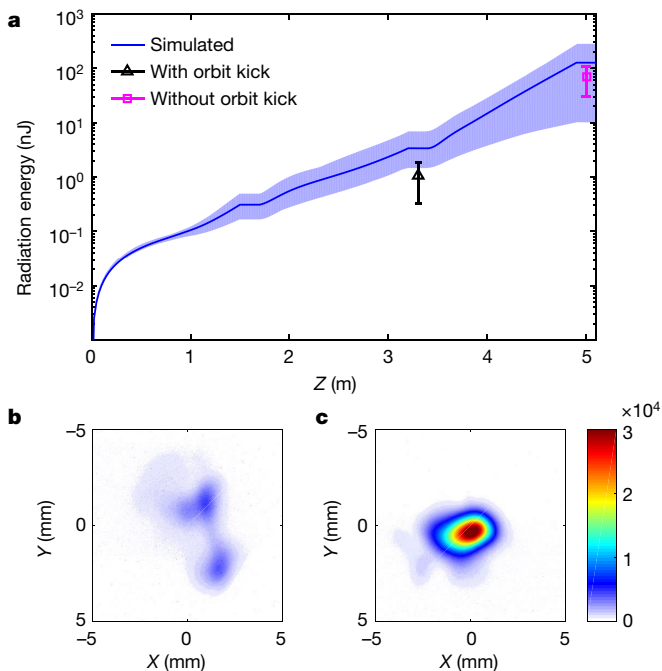 a
Radiation energy (nJ)
10³
10²
10¹
10⁰
10⁻¹
10⁻²
Simulated
With orbit kick
Without orbit kick
0 1 2 3 4 5
Z (m)
b
Y (mm)
−5
0
5
−5 0 5
X (mm)
c
Y (mm)
−5
0
5
−5 0 5
X (mm)
×10⁴
3
2
1
0